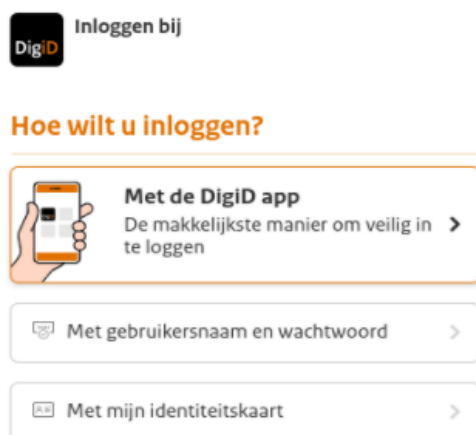 DigiD
Inloggen bij
Hoe wilt u inloggen?
Met de DigiD app
De makkelijkste manier om veilig in
te loggen
Met gebruikersnaam en wachtwoord
Met mijn identiteitskaart